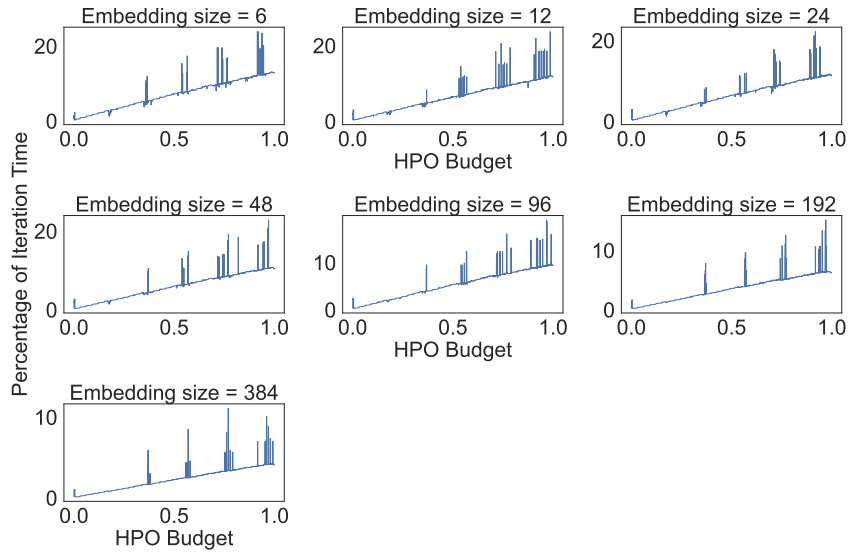 Embedding size = 6
Embedding size = 12
Embedding size = 24
20
0
0.0 0.5 1.0
20
0
0.0 0.5 1.0
HPO Budget
20
0
0.0 0.5 1.0
Percentage of Iteration Time
Embedding size = 48
Embedding size = 96
Embedding size = 192
20
0
0.0 0.5 1.0
10
0
0.0 0.5 1.0
HPO Budget
10
0
0.0 0.5 1.0
Embedding size = 384
10
0
0.0 0.5 1.0
HPO Budget